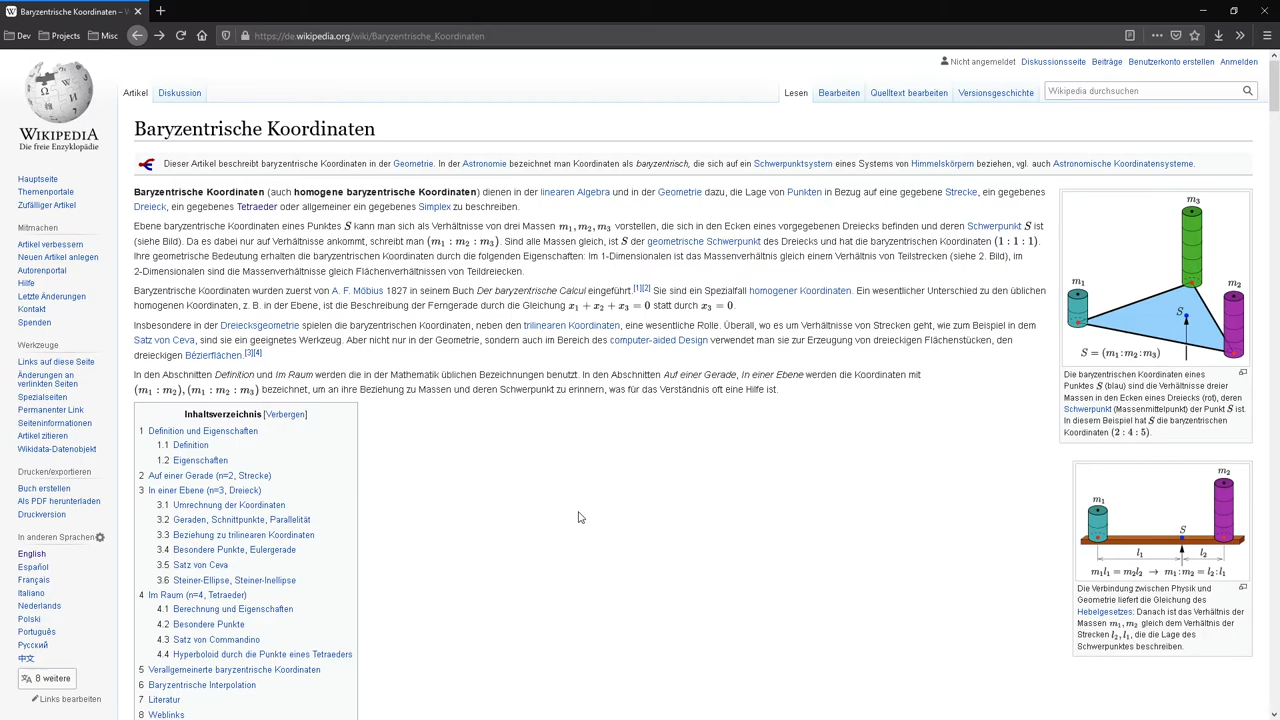 Baryzentrische Koordinaten – W
Dev Projects Misc
https://de.wikipedia.org/wiki/Baryzentrische_Koordinaten
Nicht angemeldet Diskussionsseite Beiträge Benutzerkonto erstellen Anmelden
WIKIPEDIA
Die freie Enzyklopädie
Artikel Diskussion
Lesen Bearbeiten Quelltext bearbeiten Versionsgeschichte
Wikipedia durchsuchen
Hauptseite
Themenportale
Zufälliger Artikel
Mitmachen
Artikel verbessern
Neuen Artikel anlegen
Autorenportal
Hilfe
Letzte Änderungen
Kontakt
Spenden
Werkzeuge
Links auf diese Seite
Änderungen an
verlinkten Seiten
Spezialseiten
Permanenter Link
Seiteninformationen
Artikel zitieren
Wikidata-Datenobjekt
Drucken/exportieren
Buch erstellen
Als PDF herunterladen
Druckversion
In anderen Sprachen
English
Español
Français
Italiano
Nederlands
Polski
Português
Русский
中文
8 weitere
Links bearbeiten
Baryzentrische Koordinaten
Dieser Artikel beschreibt baryzentrische Koordinaten in der Geometrie. In der Astronomie bezeichnet man Koordinaten als baryzentrisch, die sich auf ein Schwerpunktsystem eines Systems von Himmelskörpern beziehen, vgl. auch Astronomische Koordinatensysteme.
Baryzentrische Koordinaten (auch homogene baryzentrische Koordinaten) dienen in der linearen Algebra und in der Geometrie dazu, die Lage von Punkten in Bezug auf eine gegebene Strecke, ein gegebenes
Dreieck, ein gegebenes Tetraeder oder allgemeiner ein gegebenes Simplex zu beschreiben.
Ebene baryzentrische Koordinaten eines Punktes S kann man sich als Verhältnisse von drei Massen m₁, m₂, m₃ vorstellen, die sich in den Ecken eines vorgegebenen Dreiecks befinden und deren Schwerpunkt S ist
(siehe Bild). Da es dabei nur auf Verhältnisse ankommt, schreibt man (m₁ : m₂ : m₃). Sind alle Massen gleich, ist S der geometrische Schwerpunkt des Dreiecks und hat die baryzentrischen Koordinaten (1 : 1 : 1).
Ihre geometrische Bedeutung erhalten die baryzentrischen Koordinaten durch die folgenden Eigenschaften: Im 1-Dimensionalen ist das Massenverhältnis gleich einem Verhältnis von Teilstrecken (siehe 2. Bild), im
2-Dimensionalen sind die Massenverhältnisse gleich Flächenverhältnissen von Teildreiecken.
Baryzentrische Koordinaten wurden zuerst von A. F. Möbius 1827 in seinem Buch Der baryzentrische Calcul eingeführt.[1][2] Sie sind ein Spezialfall homogener Koordinaten. Ein wesentlicher Unterschied zu den üblichen
homogenen Koordinaten, z. B. in der Ebene, ist die Beschreibung der Ferngerade durch die Gleichung x₁ + x₂ + x₃ = 0 statt durch x₃ = 0.
Insbesondere in der Dreiecksgeometrie spielen die baryzentrischen Koordinaten, neben den trilinearen Koordinaten, eine wesentliche Rolle. Überall, wo es um Verhältnisse von Strecken geht, wie zum Beispiel in dem
Satz von Ceva, sind sie ein geeignetes Werkzeug. Aber nicht nur in der Geometrie, sondern auch im Bereich des computer-aided Design verwendet man sie zur Erzeugung von dreieckigen Flächenstücken, den
dreieckigen Bézierflächen.[3][4]
In den Abschnitten Definition und Im Raum werden die in der Mathematik üblichen Bezeichnungen benutzt. In den Abschnitten Auf einer Gerade, In einer Ebene werden die Koordinaten mit
(m₁ : m₂), (m₁ : m₂ : m₃) bezeichnet, um an ihre Beziehung zu Massen und deren Schwerpunkt zu erinnern, was für das Verständnis oft eine Hilfe ist.
Inhaltsverzeichnis [Verbergen]
1 Definition und Eigenschaften
1.1 Definition
1.2 Eigenschaften
2 Auf einer Gerade (n=2, Strecke)
3 In einer Ebene (n=3, Dreieck)
3.1 Umrechnung der Koordinaten
3.2 Geraden, Schnittpunkte, Parallelität
3.3 Beziehung zu trilinearen Koordinaten
3.4 Besondere Punkte, Eulergerade
3.5 Satz von Ceva
3.6 Steiner-Ellipse, Steiner-Inellipse
4 Im Raum (n=4, Tetraeder)
4.1 Berechnung und Eigenschaften
4.2 Besondere Punkte
4.3 Satz von Commandino
4.4 Hyperboloid durch die Punkte eines Tetraeders
5 Verallgemeinerte baryzentrische Koordinaten
6 Baryzentrische Interpolation
7 Literatur
8 Weblinks
m₃
m₁
m₂
S
S = (m₁:m₂:m₃)
Die baryzentrischen Koordinaten eines
Punktes S (blau) sind die Verhältnisse dreier
Massen in den Ecken eines Dreiecks (rot), deren
Schwerpunkt (Massenmittelpunkt) der Punkt S ist.
In diesem Beispiel hat S die baryzentrischen
Koordinaten (2 : 4 : 5).
m₂
m₁
S
l₁ l₂
m₁l₁ = m₂l₂ → m₁:m₂ = l₂:l₁
Die Verbindung zwischen Physik und
Geometrie liefert die Gleichung des
Hebelgesetzes: Danach ist das Verhältnis der
Massen m₁, m₂ gleich dem Verhältnis der
Strecken l₂, l₁, die die Lage des
Schwerpunktes beschreiben.